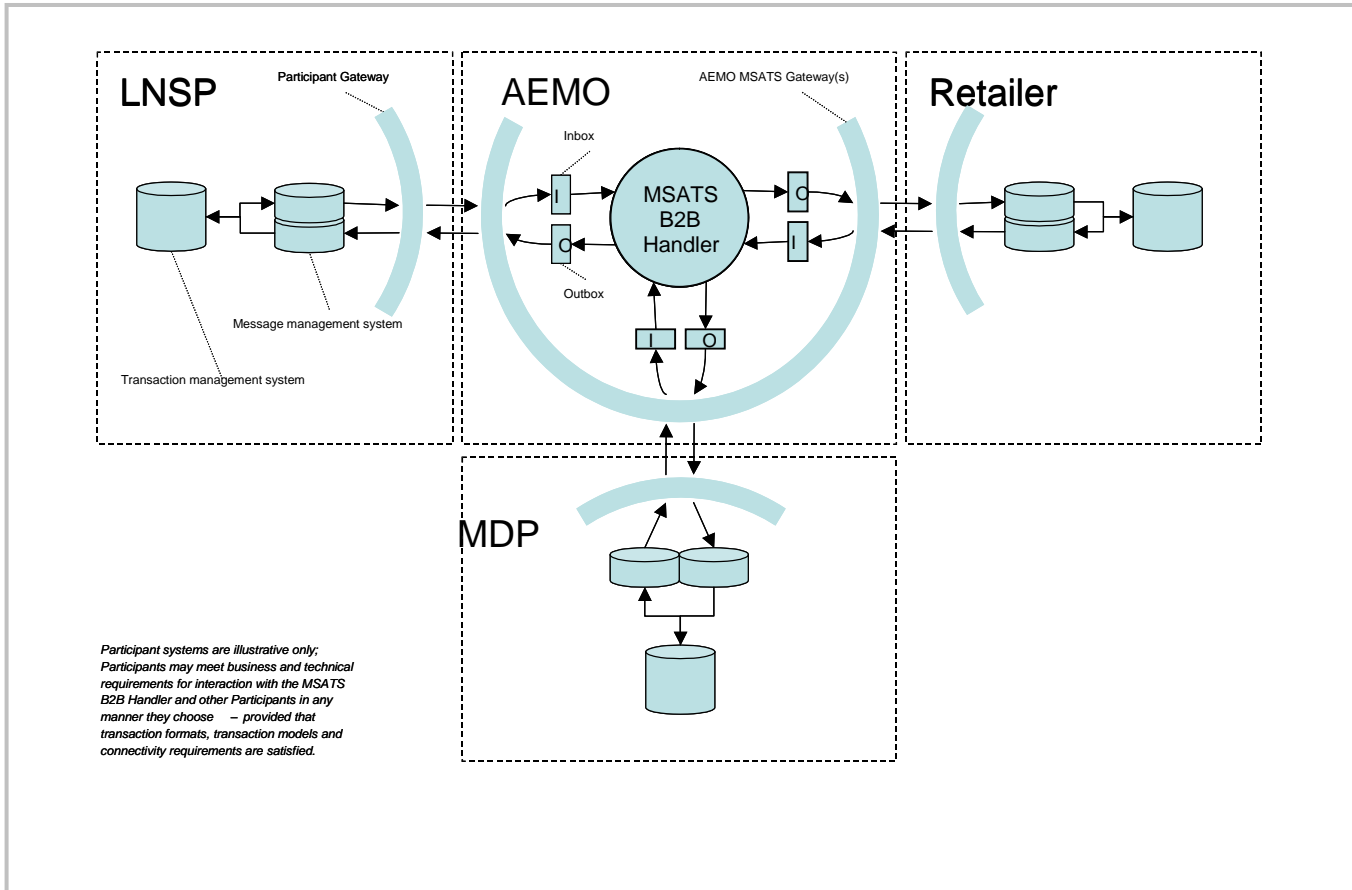 LNSP
Participant Gateway
AEMO
AEMO MSATS Gateway(s)
Retailer
Inbox
I
O
Outbox
MSATS
B2B
Handler
O
I
I
O
Message management system
Transaction management system
MDP
Participant systems are illustrative only;
Participants may meet business and technical
requirements for interaction with the MSATS
B2B Handler and other Participants in any
manner they choose – provided that
transaction formats, transaction models and
connectivity requirements are satisfied.